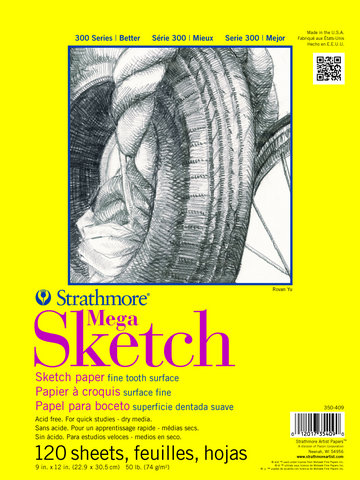 300 Series | Better    Série 300 | Mieux    Serie 300 | Mejor
Made in the U.S.A.
Fabriqué aux États-Unis
Hecho en E.E.U.U.
Rovan Yu
Strathmore®
Mega
Sketch
Sketch paper fine tooth surface
Papier à croquis surface fine
Papel para boceto superficie dentada suave
Acid free. For quick studies - dry media.
Sans acide. Pour un apprentissage rapide - médias secs.
Sin ácido. Para estudios veloces - medios en seco.
120 sheets, feuilles, hojas
9 in. x 12 in. (22.9 x 30.5 cm)    50 lb. (74 g/m²)
350-409
Strathmore Artist Papers™
Neenah, WI 54956
www.strathmoreartist.com